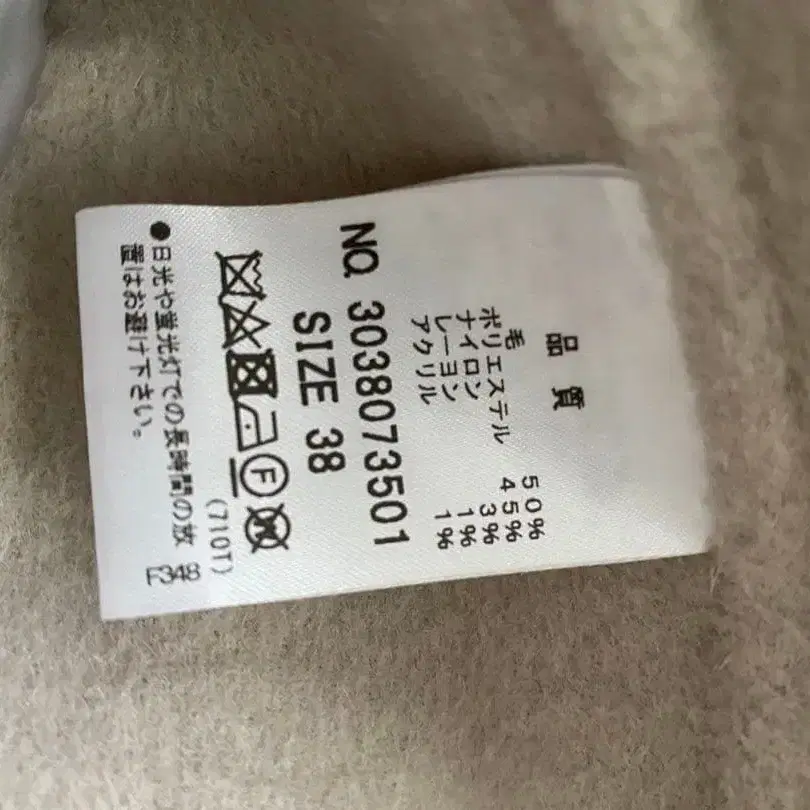 品質
毛 50%
ポリエステル 45%
ナイロン 3%
レーヨン 1%
アクリル 1%
NO. 3038073501
SIZE 38
F
(710T)
●日光や螢光灯での長時間の放
置はお避け下さい。